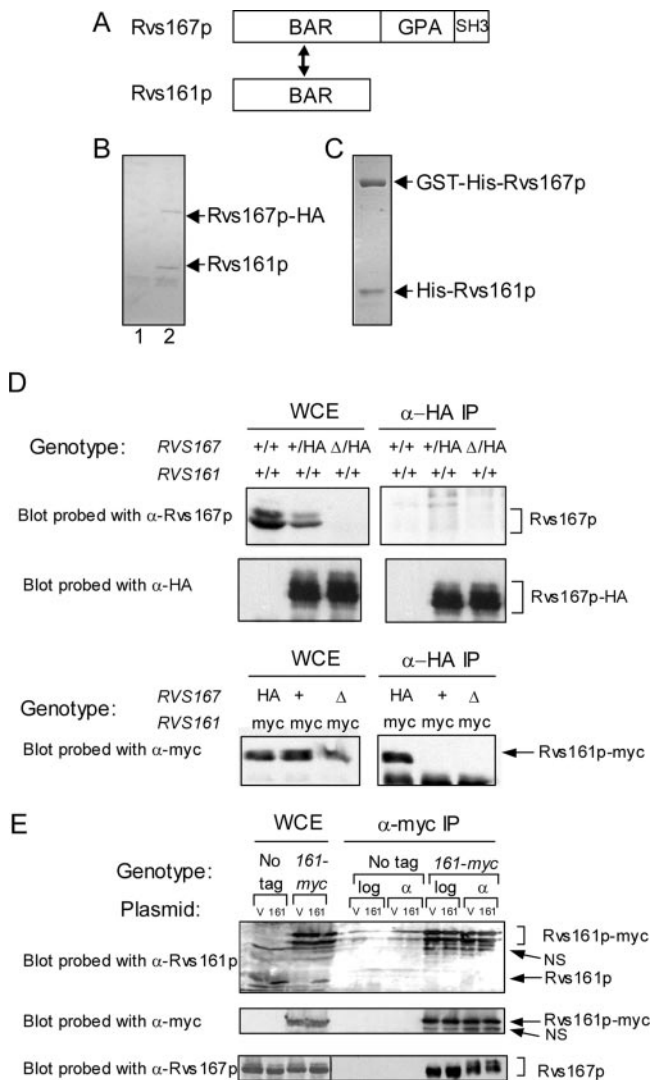 A
Rvs167p BAR GPA SH3
Rvs161p BAR
B
Rvs167p-HA
Rvs161p
1 2
C
GST-His-Rvs167p
His-Rvs161p
D
WCE α–HA IP
Genotype: RVS167 +/+ +/HA Δ/HA +/+ +/HA Δ/HA
RVS161 +/+ +/+ +/+ +/+ +/+ +/+
Blot probed with α-Rvs167p Rvs167p
Blot probed with α-HA Rvs167p-HA
WCE α-HA IP
Genotype: RVS167 HA + Δ HA + Δ
RVS161 myc myc myc myc myc myc
Blot probed with α-myc Rvs161p-myc
E
WCE α-myc IP
Genotype: No tag 161-myc No tag 161-myc
log α log α
Plasmid: V 161 V 161 V 161 V 161 V 161 V 161
Blot probed with α-Rvs161p Rvs161p-myc
NS
Rvs161p
Blot probed with α-myc Rvs161p-myc
NS
Blot probed with α-Rvs167p Rvs167p